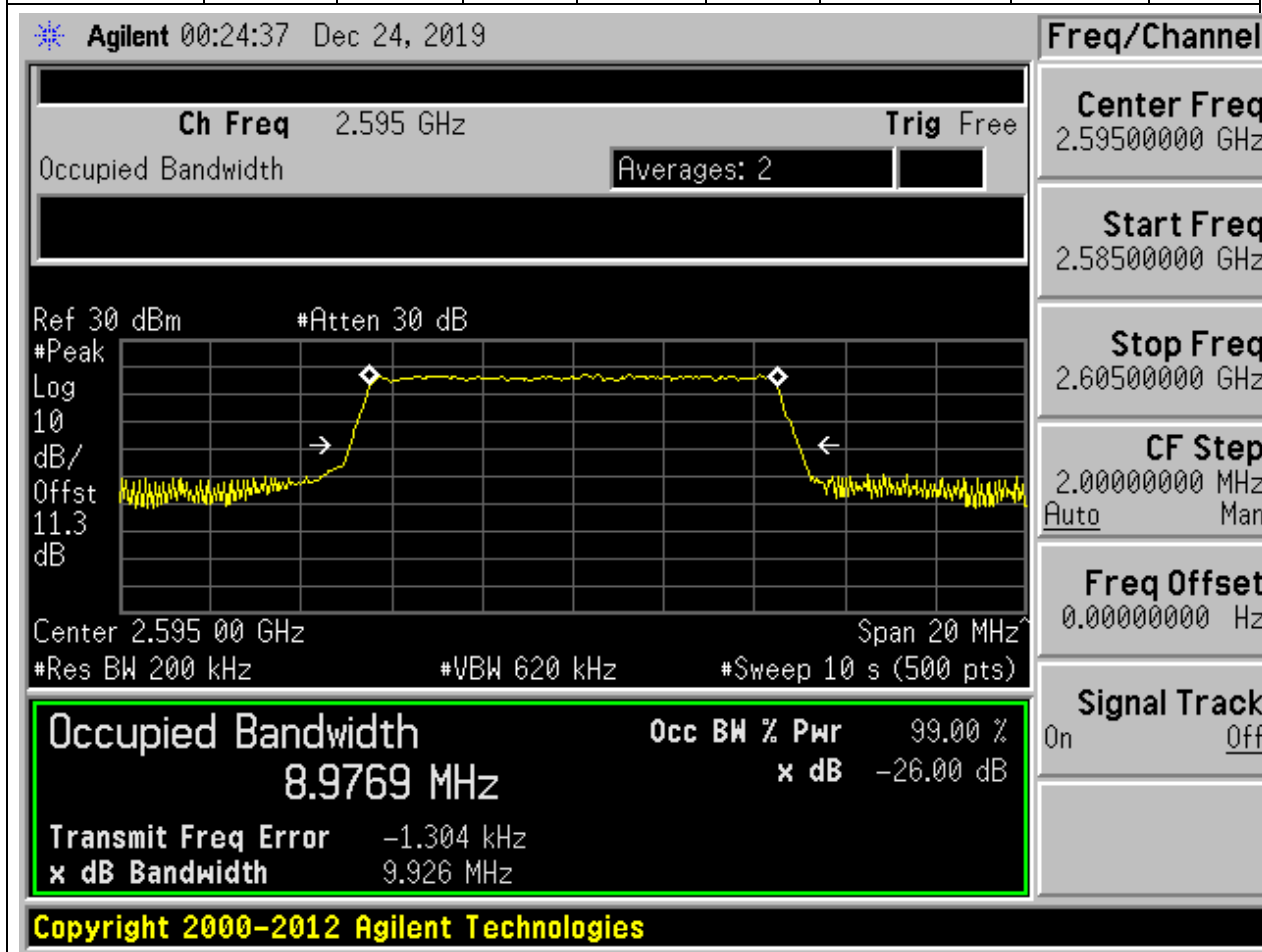 Agilent 00:24:37 Dec 24, 2019
Freq/Channel
Ch Freq 2.595 GHz Trig Free
Occupied Bandwidth Averages: 2
Center Freq
2.59500000 GHz
Start Freq
2.58500000 GHz
Stop Freq
2.60500000 GHz
CF Step
2.00000000 MHz
Auto Man
Freq Offset
0.00000000 Hz
Signal Track
On Off
Ref 30 dBm #Atten 30 dB
#Peak
Log
10
dB/
Offst
11.3
dB
Center 2.595 00 GHz Span 20 MHz^
#Res BW 200 kHz #VBW 620 kHz #Sweep 10 s (500 pts)
Occupied Bandwidth Occ BW % Pwr 99.00 %
8.9769 MHz x dB -26.00 dB
Transmit Freq Error -1.304 kHz
x dB Bandwidth 9.926 MHz
Copyright 2000-2012 Agilent Technologies